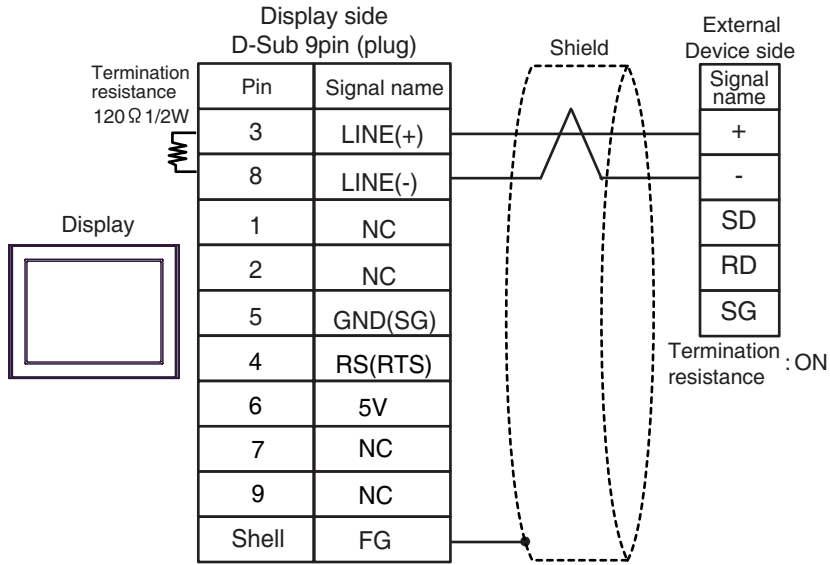 Display side
D-Sub 9pin (plug)
Shield
External
Device side
Termination
resistance
120Ω 1/2W
Pin Signal name
Signal
name
3 LINE(+) +
8 LINE(-) -
Display
1 NC SD
2 NC RD
5 GND(SG) SG
4 RS(RTS)
Termination
resistance : ON
6 5V
7 NC
9 NC
Shell FG